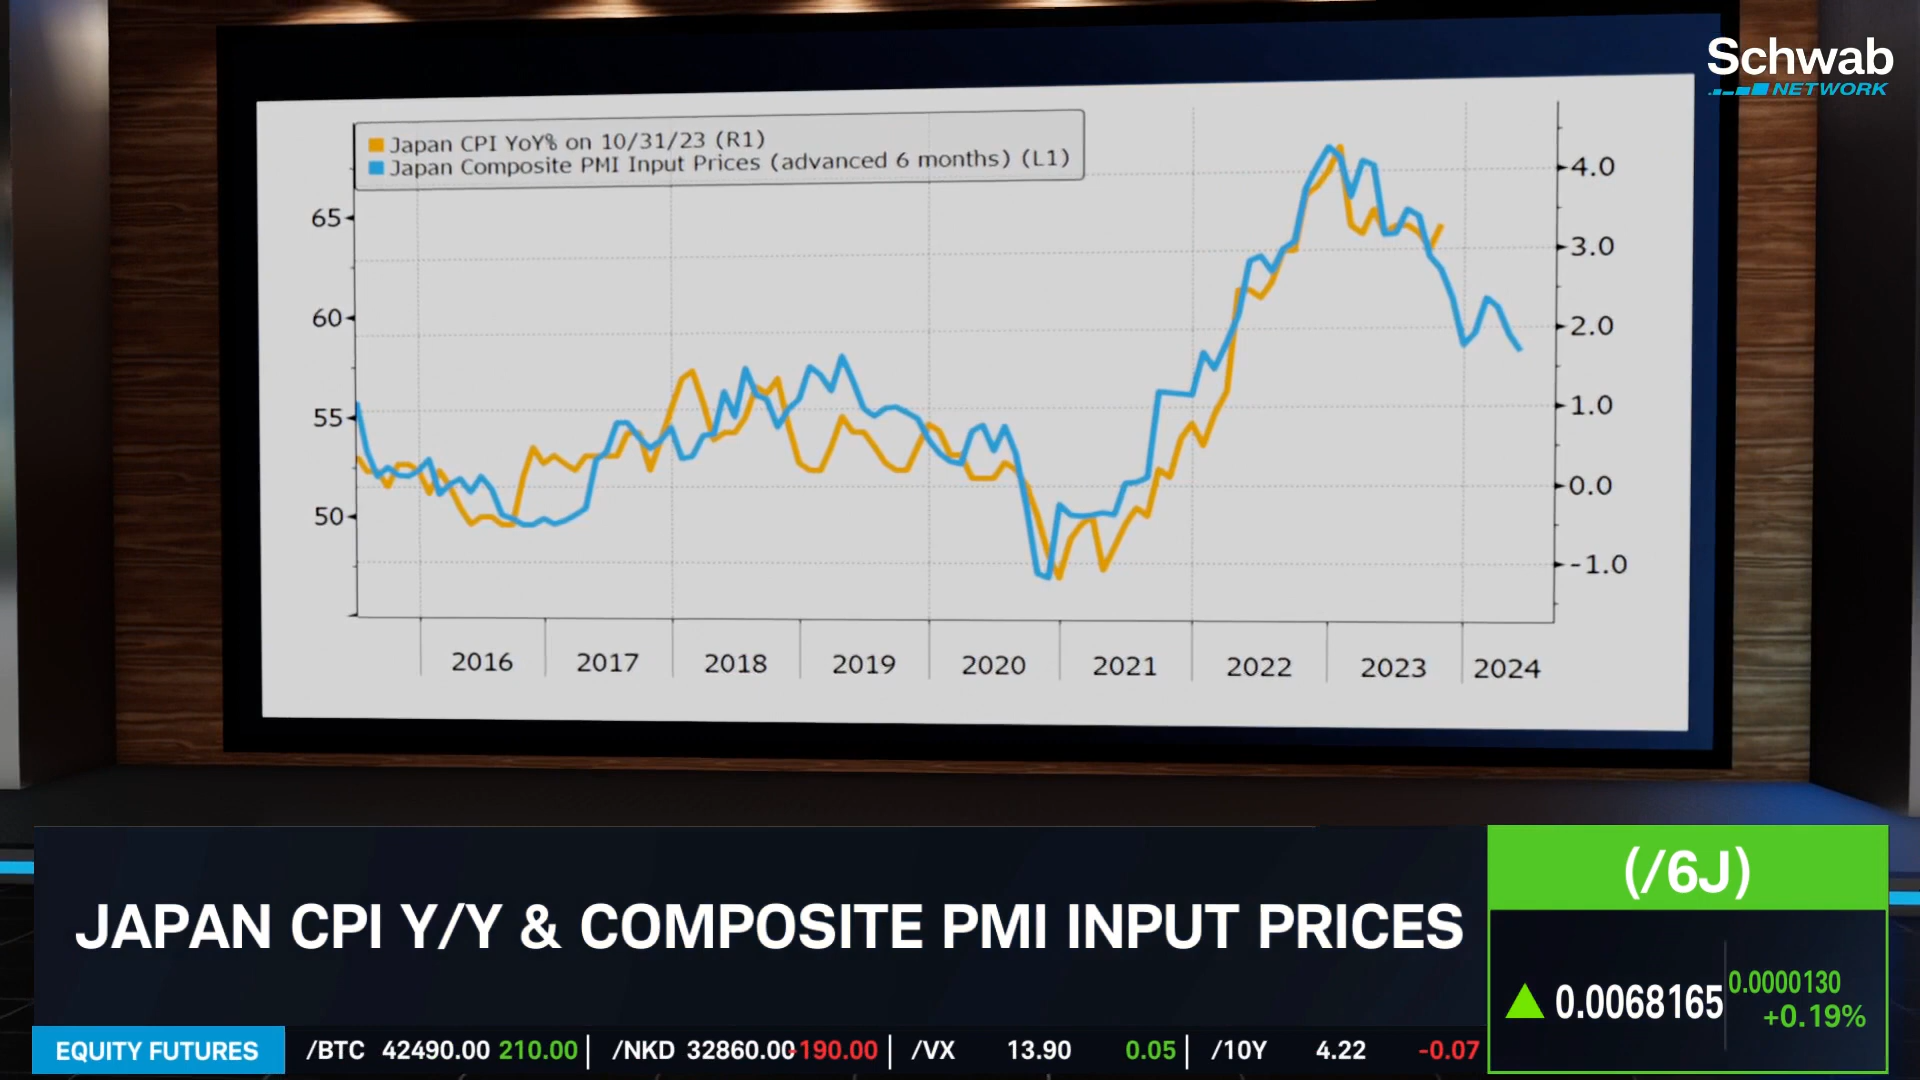 Schwab
NETWORK
Japan CPI YoY% on 10/31/23 (R1)
Japan Composite PMI Input Prices (advanced 6 months) (L1)
65
60
55
50
4.0
3.0
2.0
1.0
0.0
-1.0
2016 2017 2018 2019 2020 2021 2022 2023 2024
JAPAN CPI Y/Y & COMPOSITE PMI INPUT PRICES
(/6J)
0.0068165
0.0000130
+0.19%
EQUITY FUTURES /BTC 42490.00 210.00 /NKD 32860.00 -190.00 /VX 13.90 0.05 /10Y 4.22 -0.07